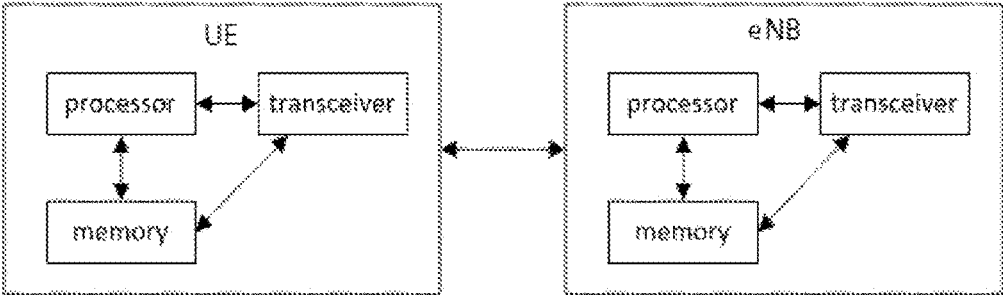 UE
processor transceiver
memory
eNB
processor transceiver
memory